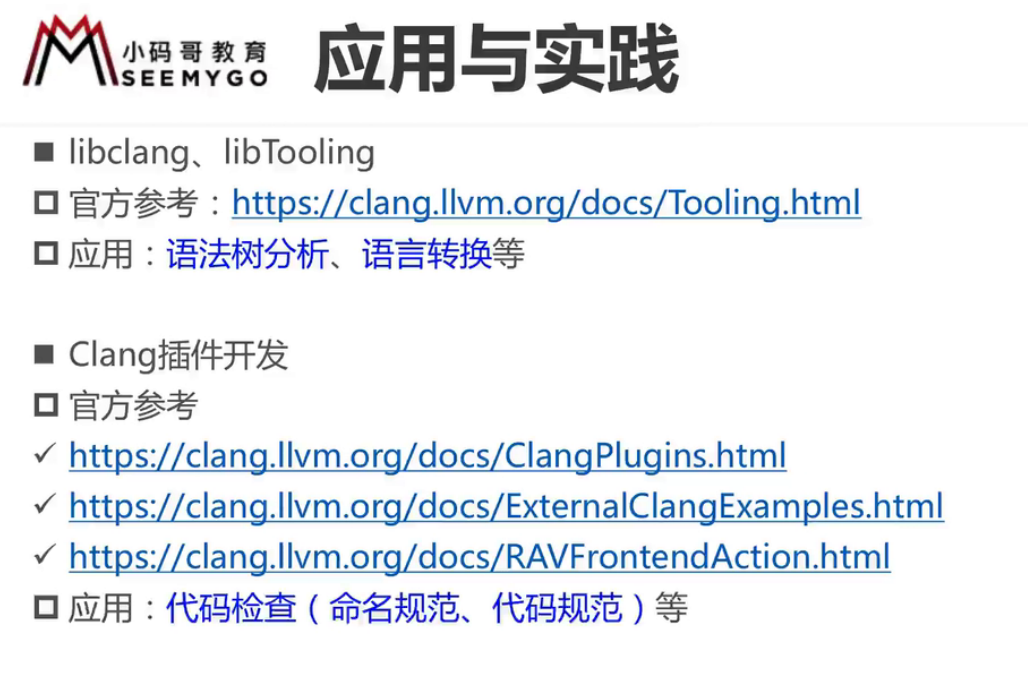 小码哥教育
SEEMYGO
应用与实践
■ libclang、libTooling
□ 官方参考：https://clang.llvm.org/docs/Tooling.html
□ 应用：语法树分析、语言转换等
■ Clang插件开发
□ 官方参考
✓ https://clang.llvm.org/docs/ClangPlugins.html
✓ https://clang.llvm.org/docs/ExternalClangExamples.html
✓ https://clang.llvm.org/docs/RAVFrontendAction.html
□ 应用：代码检查（命名规范、代码规范）等